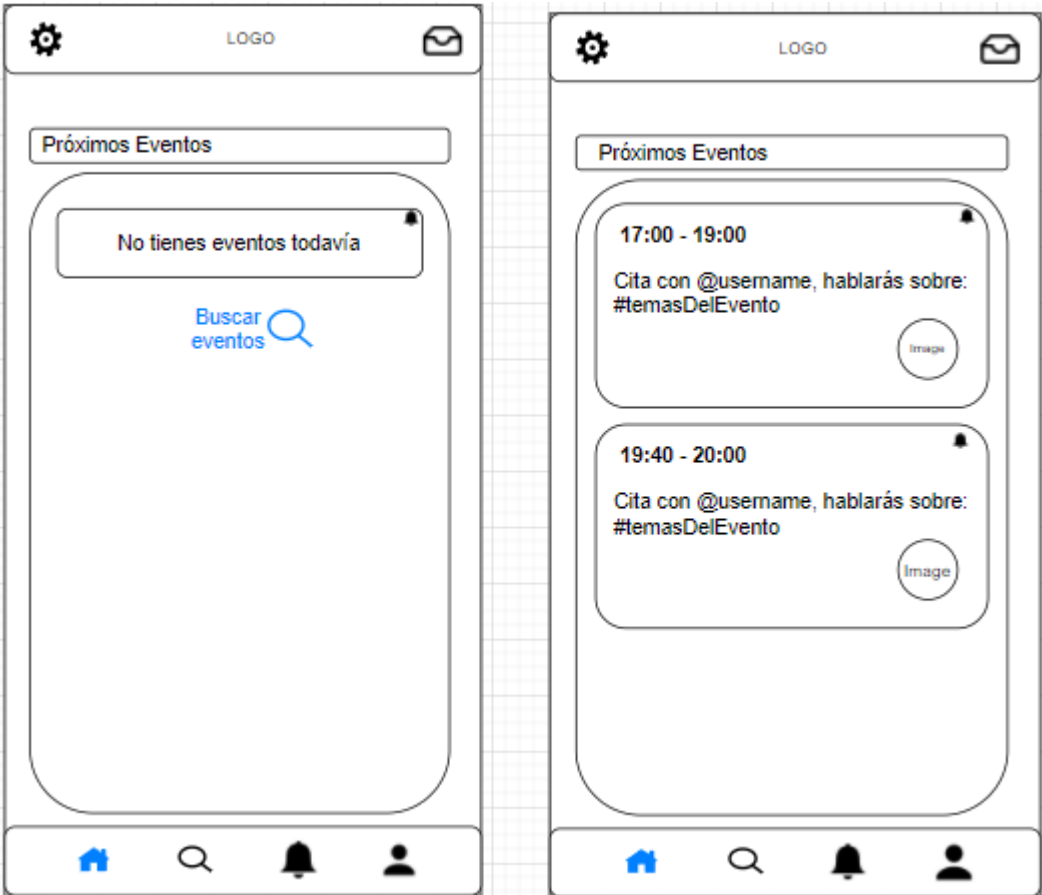 LOGO
Próximos Eventos
No tienes eventos todavía
Buscar
eventos
LOGO
Próximos Eventos
17:00 - 19:00
Cita con @username, hablarás sobre:
#temasDelEvento
Image
19:40 - 20:00
Cita con @username, hablarás sobre:
#temasDelEvento
Image